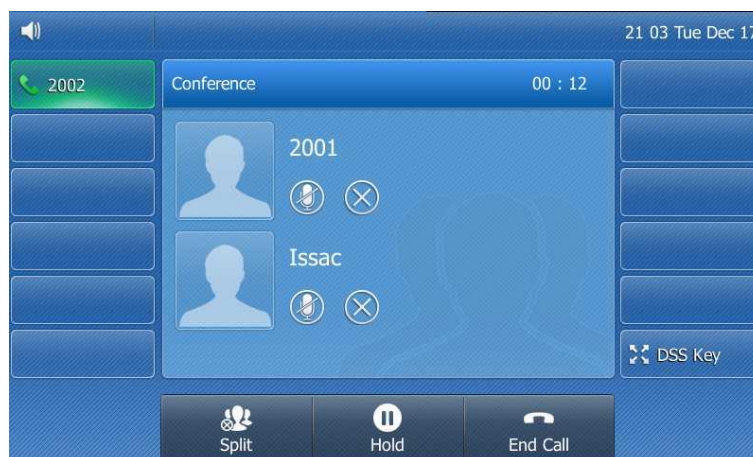 21 03 Tue Dec 17
2002
Conference 00 : 12
2001
Issac
DSS Key
Split Hold End Call